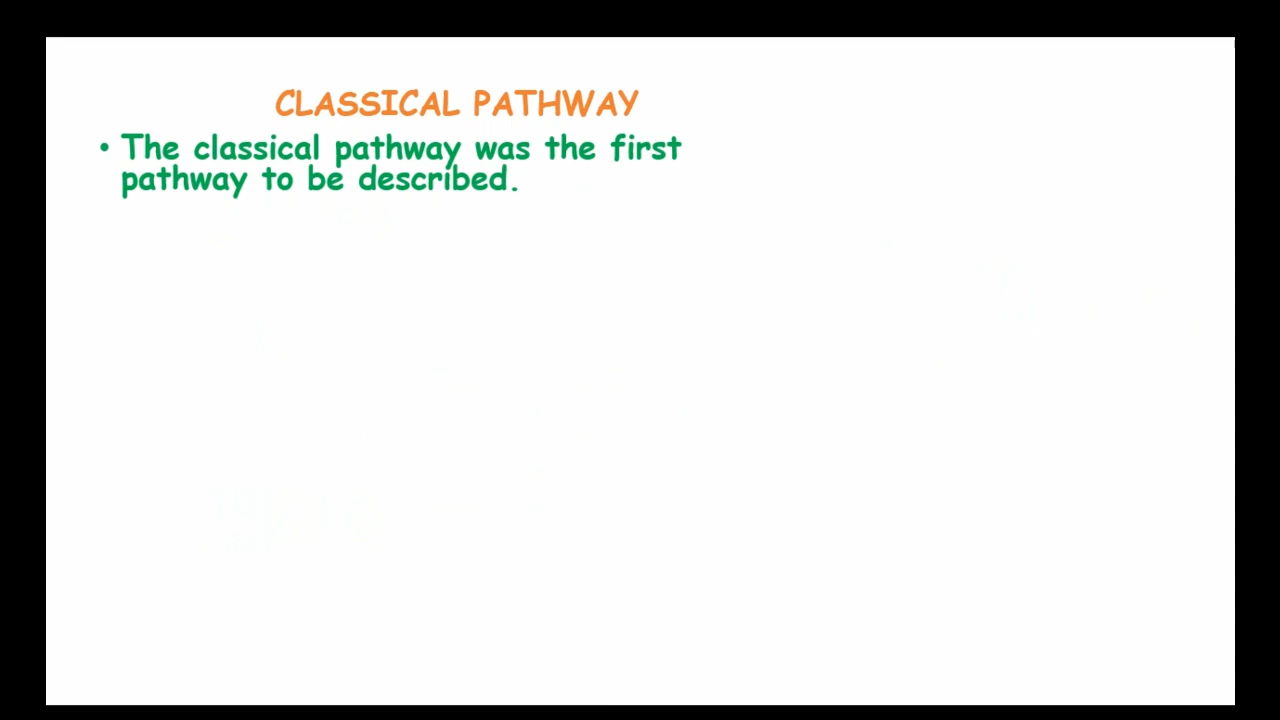 CLASSICAL PATHWAY
• The classical pathway was the first
pathway to be described.